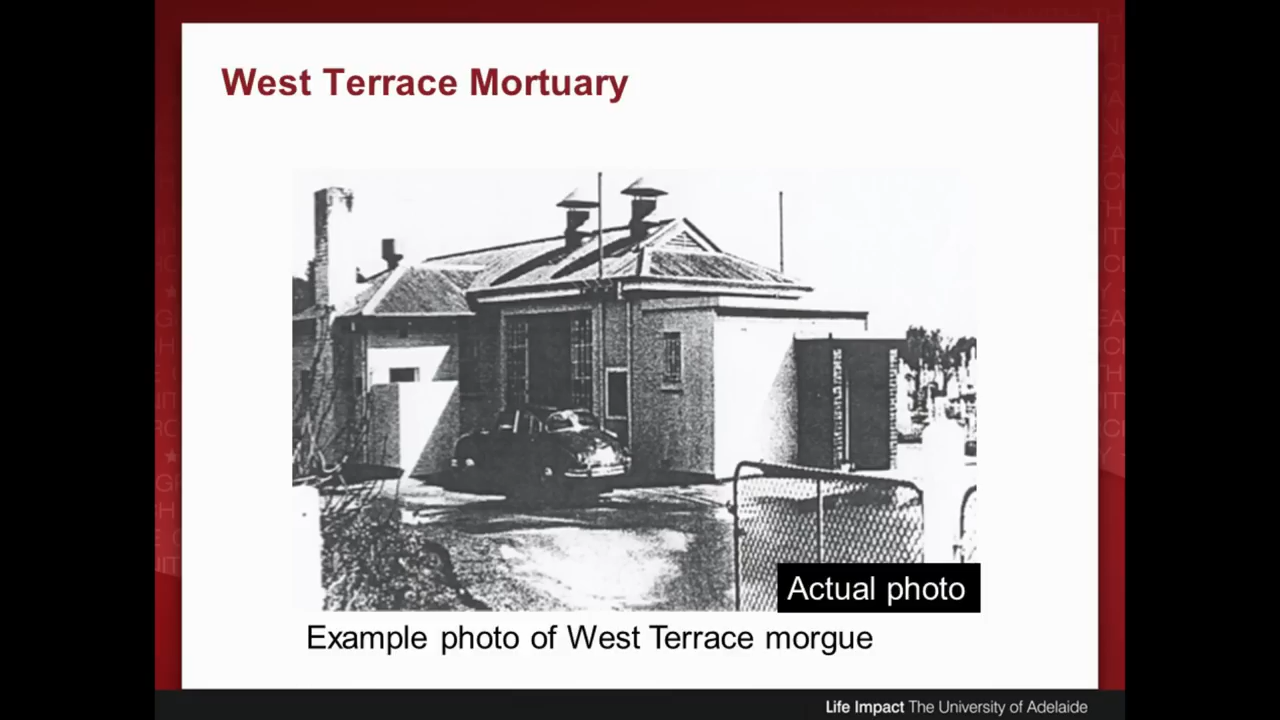 West Terrace Mortuary
Actual photo
Example photo of West Terrace morgue
Life Impact The University of Adelaide